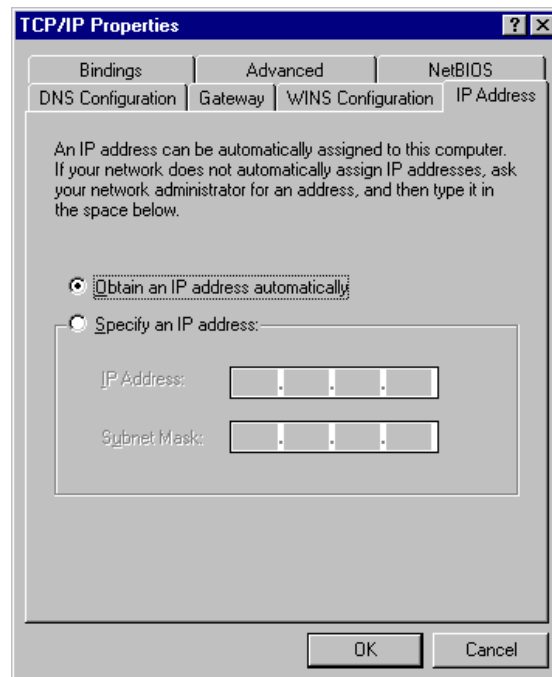 TCP/IP Properties
Bindings
Advanced
NetBIOS
DNS Configuration
Gateway
WINS Configuration
IP Address
An IP address can be automatically assigned to this computer.
If your network does not automatically assign IP addresses, ask
your network administrator for an address, and then type it in
the space below.
Obtain an IP address automatically
Specify an IP address:
IP Address:
Subnet Mask:
OK
Cancel